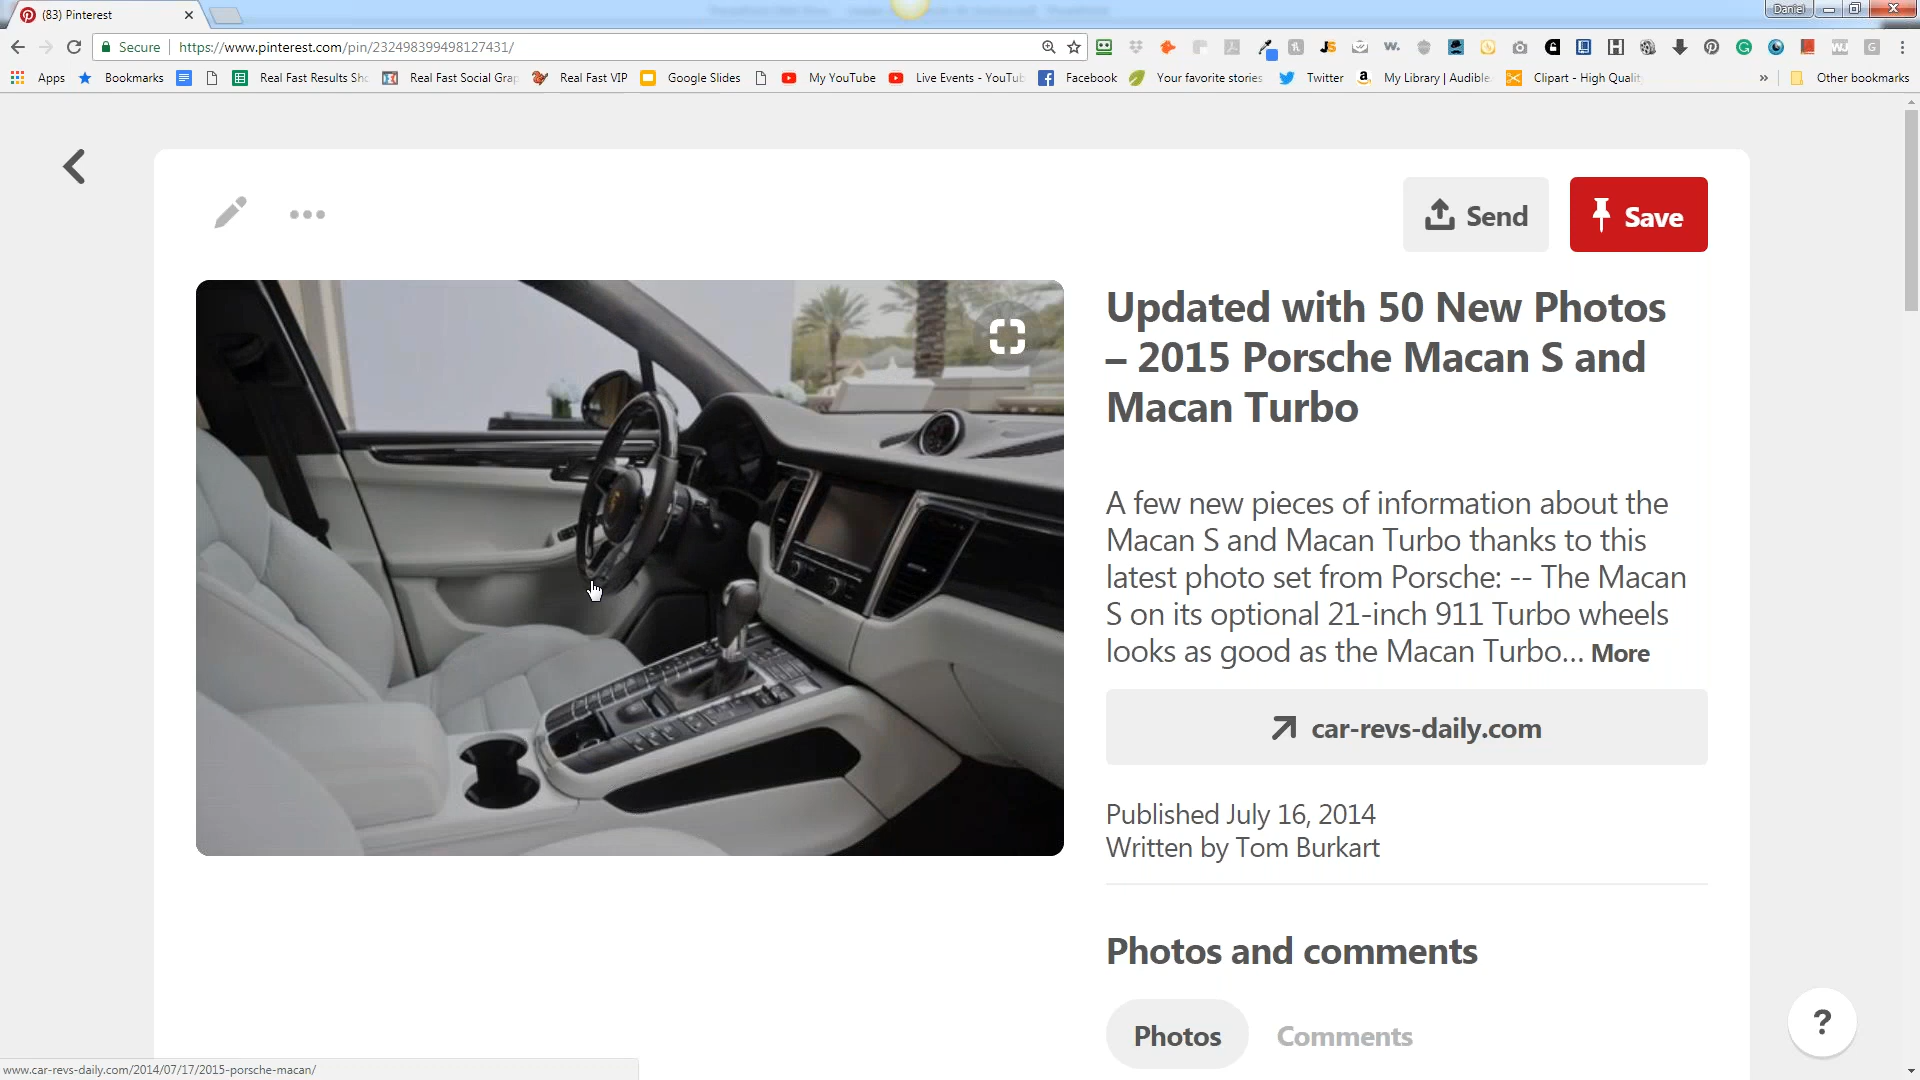 (83) Pinterest
Daniel
Secure https://www.pinterest.com/pin/232498399498127431/
Apps Bookmarks Real Fast Results Sho Real Fast Social Grap Real Fast VIP Google Slides My YouTube Live Events - YouTub Facebook Your favorite stories Twitter My Library | Audible Clipart - High Qualit » Other bookmarks
Send Save
Updated with 50 New Photos
– 2015 Porsche Macan S and
Macan Turbo
A few new pieces of information about the
Macan S and Macan Turbo thanks to this
latest photo set from Porsche: -- The Macan
S on its optional 21-inch 911 Turbo wheels
looks as good as the Macan Turbo... More
car-revs-daily.com
Published July 16, 2014
Written by Tom Burkart
Photos and comments
Photos Comments
?
www.car-revs-daily.com/2014/07/17/2015-porsche-macan/